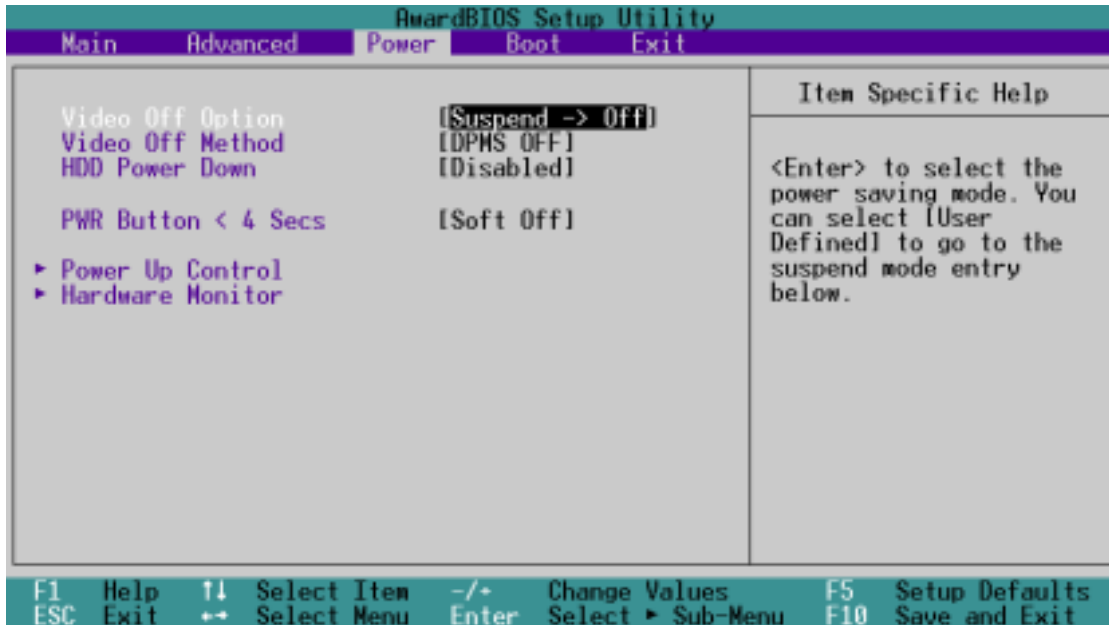 AwardBIOS Setup Utility
Main Advanced Power Boot Exit
Item Specific Help
Video Off Option [Suspend -> Off]
Video Off Method [DPMS OFF]
HDD Power Down [Disabled]
PWR Button < 4 Secs [Soft Off]
► Power Up Control
► Hardware Monitor
<Enter> to select the
power saving mode. You
can select [User
Defined] to go to the
suspend mode entry
below.
F1 Help ↑↓ Select Item -/+ Change Values F5 Setup Defaults
ESC Exit ←→ Select Menu Enter Select ► Sub-Menu F10 Save and Exit